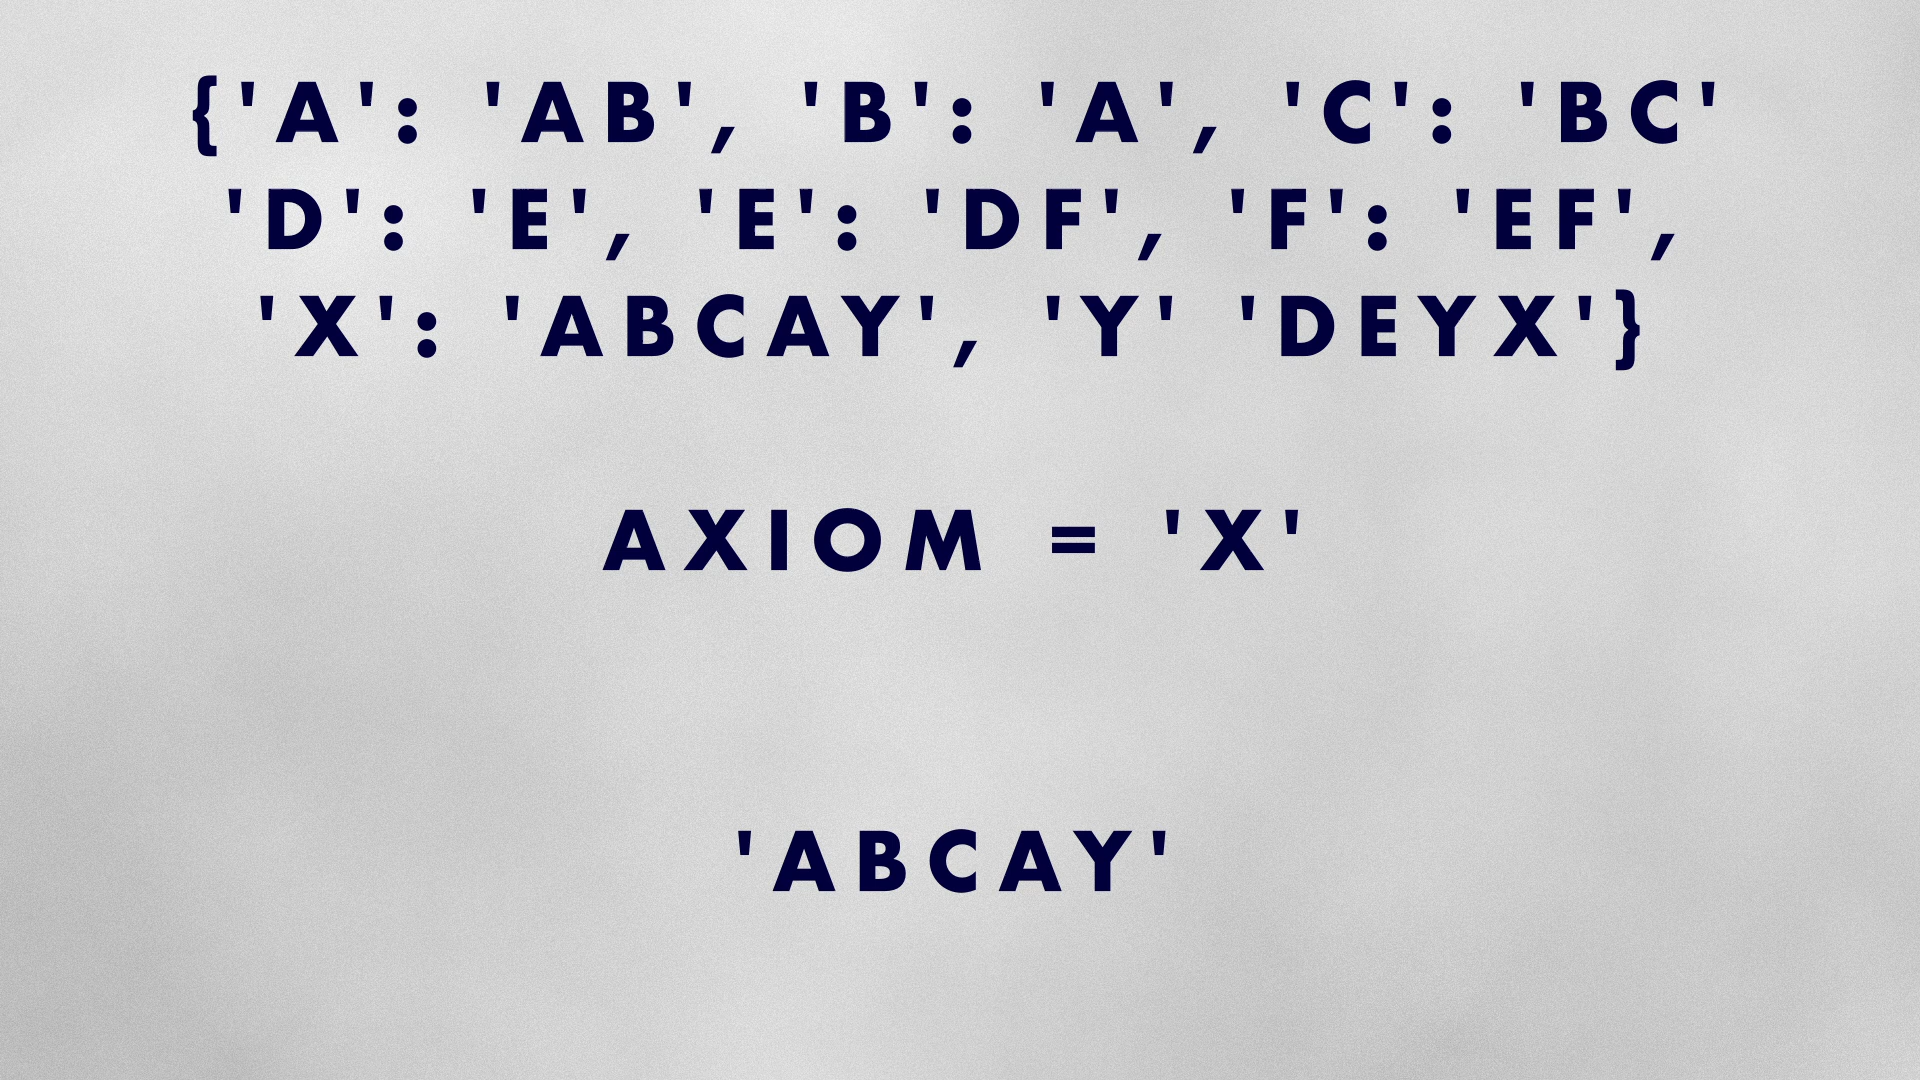 {'A': 'AB', 'B': 'A', 'C': 'BC'
'D': 'E', 'E': 'DF', 'F': 'EF',
'X': 'ABCAY', 'Y' 'DEYX'}
AXIOM = 'X'
'ABCAY'